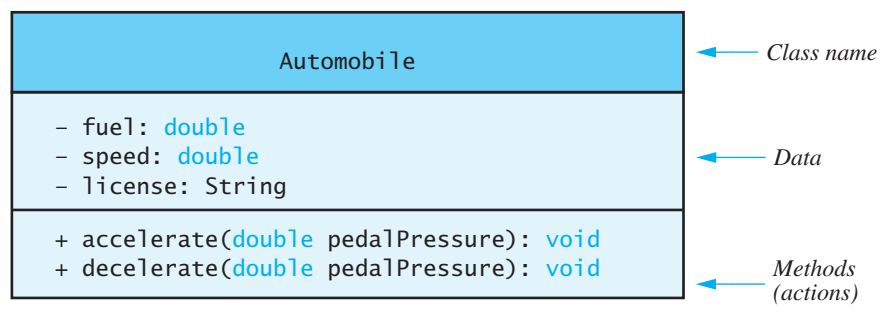 Automobile
Class name
– fuel: double
– speed: double
– license: String
Data
+ accelerate(double pedalPressure): void
+ decelerate(double pedalPressure): void
Methods
(actions)